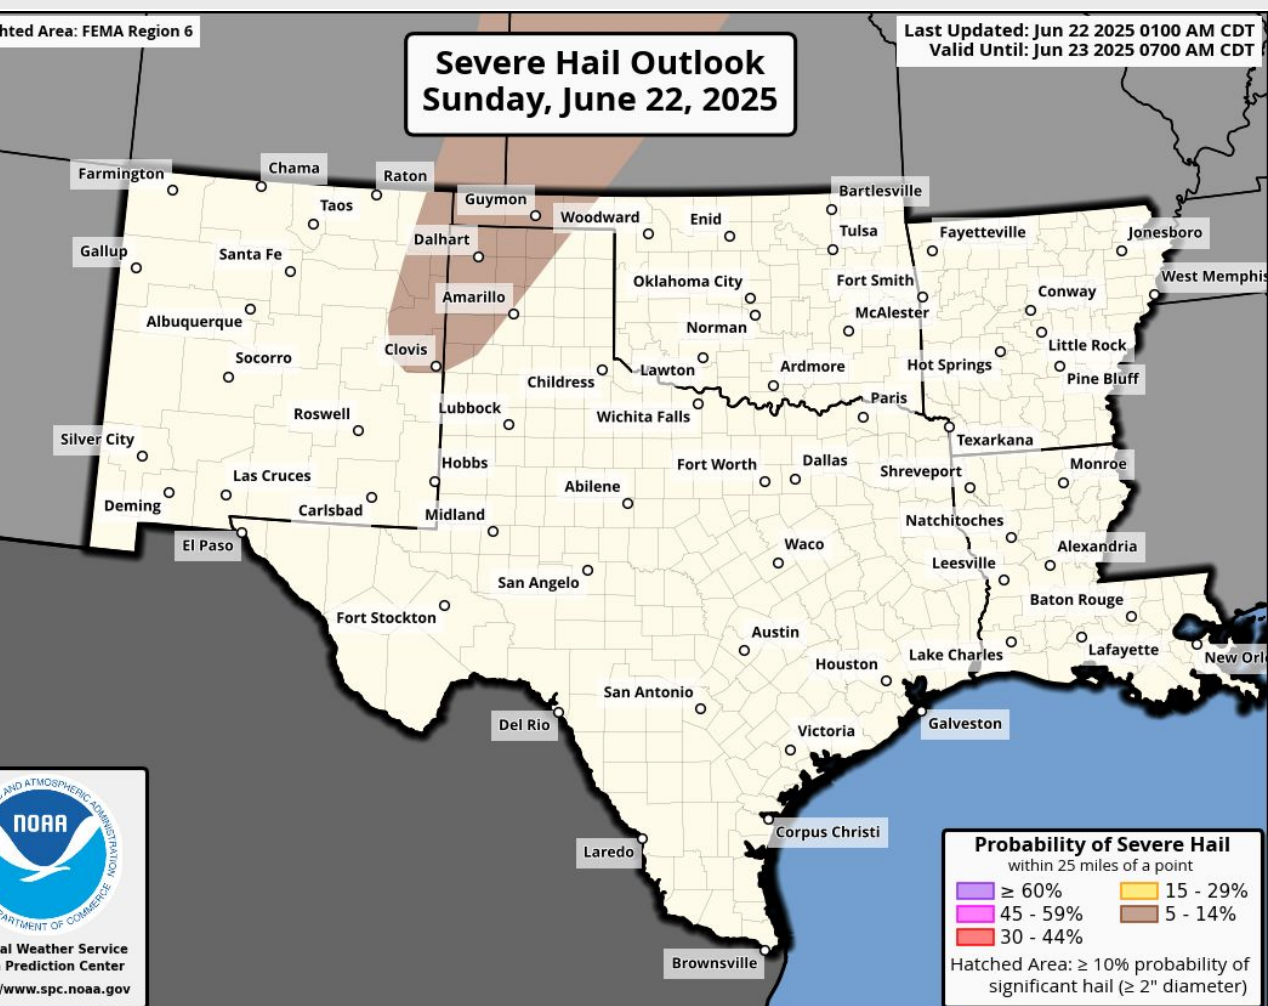 hted Area: FEMA Region 6
Last Updated: Jun 22 2025 0100 AM CDT
Valid Until: Jun 23 2025 0700 AM CDT
Severe Hail Outlook
Sunday, June 22, 2025
Farmington
Chama
Raton
Taos
Guymon
Woodward
Enid
Bartlesville
Tulsa
Fayetteville
Jonesboro
Gallup
Santa Fe
Dalhart
Oklahoma City
Fort Smith
West Memphis
Albuquerque
Amarillo
Norman
McAlester
Conway
Socorro
Clovis
Childress
Lawton
Ardmore
Hot Springs
Little Rock
Pine Bluff
Roswell
Lubbock
Wichita Falls
Paris
Texarkana
Silver City
Las Cruces
Hobbs
Fort Worth
Dallas
Shreveport
Monroe
Deming
Carlsbad
Midland
Abilene
Natchitoches
El Paso
San Angelo
Waco
Leesville
Alexandria
Fort Stockton
Baton Rouge
Austin
Houston
Lake Charles
Lafayette
New Orl
San Antonio
Del Rio
Victoria
Galveston
Laredo
Corpus Christi
Brownsville
AND ATMOSPHERIC ADMINISTRATION
NOAA
DEPARTMENT OF COMMERCE
al Weather Service
Prediction Center
/www.spc.noaa.gov
Probability of Severe Hail
within 25 miles of a point
≥ 60%
15 - 29%
45 - 59%
5 - 14%
30 - 44%
Hatched Area: ≥ 10% probability of
significant hail (≥ 2" diameter)